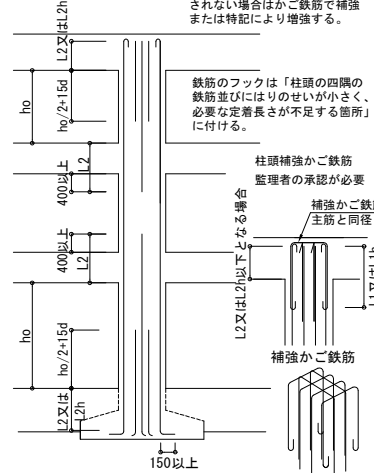 されない場合はかご鉄筋で補強
または特記により増強する。
鉄筋のフックは「柱頭の四隅の
鉄筋並びにはりのせいが小さく、
必要な定着長さが不足する箇所」
に付ける。
L2又はL2h
ho
ho/2+15d
L2
400以上
400以上
L2
ho
ho/2+15d
L2又は
L2h
150以上
柱頭補強かご鉄筋
監理者の承認が必要
補強かご鉄筋
主筋と同径
L2又はL2h以下となる場合
L1又はL1h
補強かご鉄筋